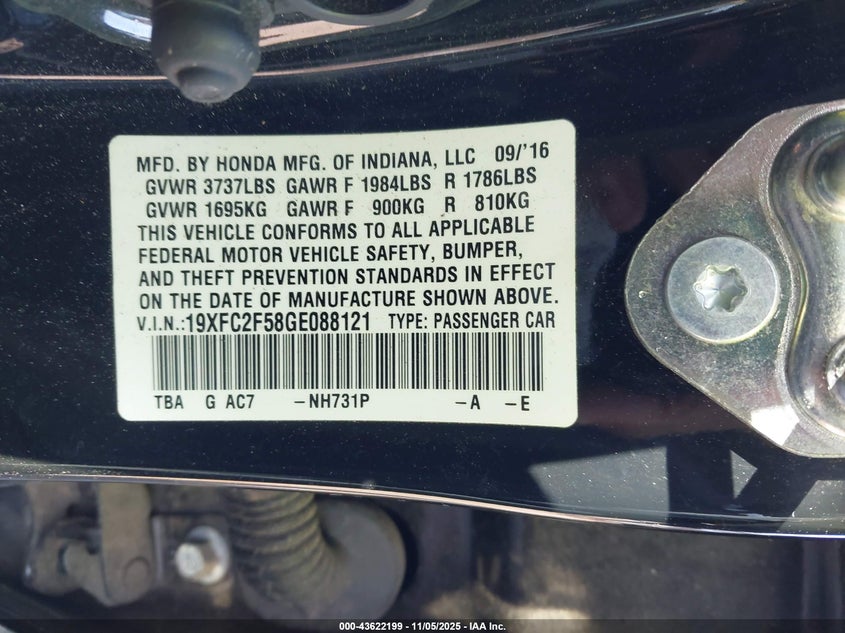 MFD. BY HONDA MFG. OF INDIANA, LLC 09/'16
GVWR 3737LBS GAWR F 1984LBS R 1786LBS
GVWR 1695KG GAWR F 900KG R 810KG
THIS VEHICLE CONFORMS TO ALL APPLICABLE
FEDERAL MOTOR VEHICLE SAFETY, BUMPER,
AND THEFT PREVENTION STANDARDS IN EFFECT
ON THE DATE OF MANUFACTURE SHOWN ABOVE.
V.I.N.:19XFC2F58GE088121 TYPE: PASSENGER CAR
TBA G AC7 -NH731P -A -E
000-43622199 - 11/05/2025 - IAA Inc.